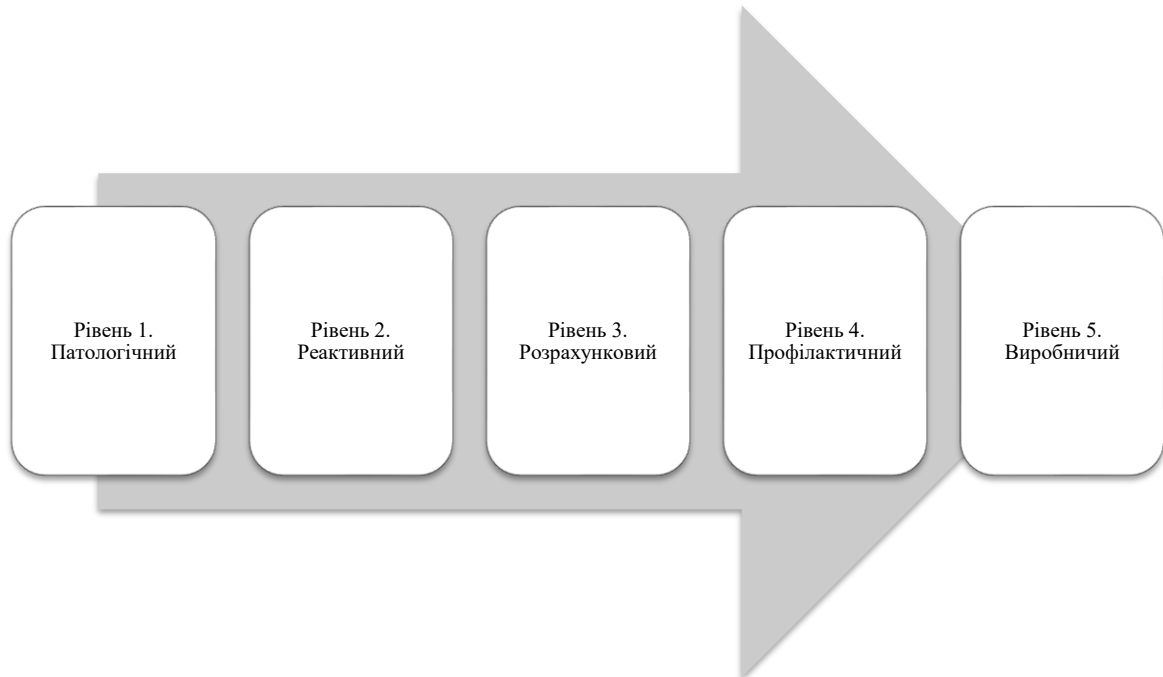 Рівень 1.
Патологічний
Рівень 2.
Реактивний
Рівень 3.
Розрахунковий
Рівень 4.
Профілактичний
Рівень 5.
Виробничий